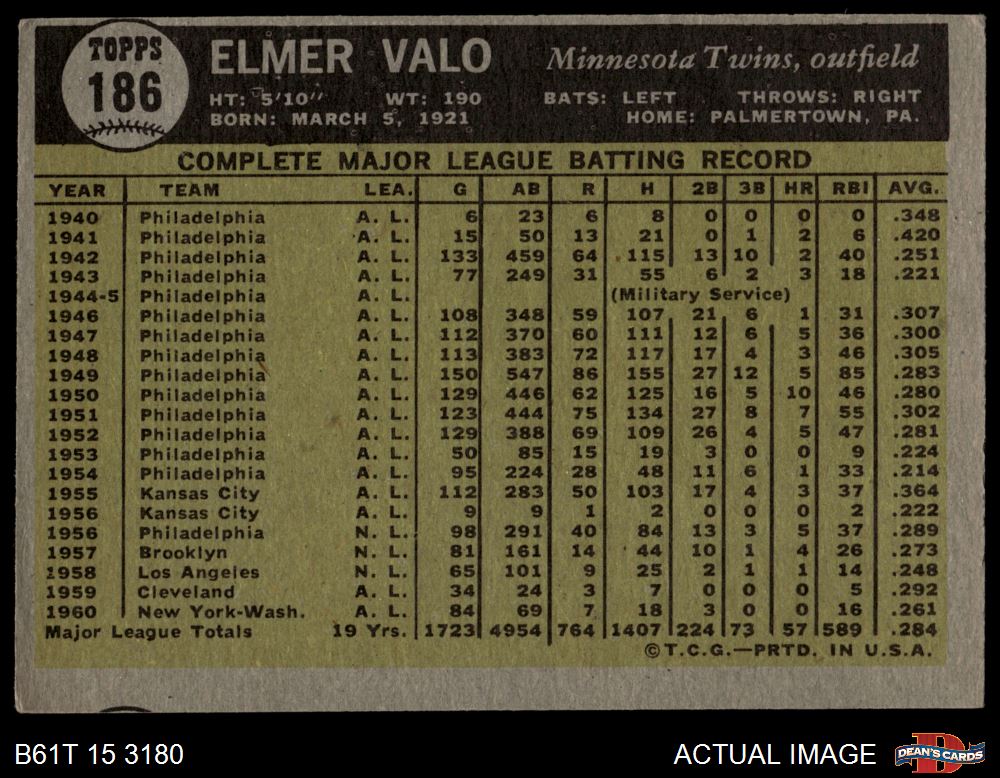 TOPPS
186
ELMER VALO Minnesota Twins, outfield
HT: 5'10" WT: 190 BATS: LEFT THROWS: RIGHT
BORN: MARCH 5, 1921 HOME: PALMERTOWN, PA.
COMPLETE MAJOR LEAGUE BATTING RECORD
YEAR TEAM LEA. G AB R H 2B 3B HR RBI AVG.
1940 Philadelphia A. L. 6 23 6 8 0 0 0 0 .348
1941 Philadelphia A. L. 15 50 13 21 0 1 2 6 .420
1942 Philadelphia A. L. 133 459 64 115 13 10 2 40 .251
1943 Philadelphia A. L. 77 249 31 55 6 2 3 18 .221
1944-5 Philadelphia A. L. (Military Service)
1946 Philadelphia A. L. 108 348 59 107 21 6 1 31 .307
1947 Philadelphia A. L. 112 370 60 111 12 6 5 36 .300
1948 Philadelphia A. L. 113 383 72 117 17 4 3 46 .305
1949 Philadelphia A. L. 150 547 86 155 27 12 5 85 .283
1950 Philadelphia A. L. 129 446 62 125 16 5 10 46 .280
1951 Philadelphia A. L. 123 444 75 134 27 8 7 55 .302
1952 Philadelphia A. L. 129 388 69 109 26 4 5 47 .281
1953 Philadelphia A. L. 50 85 15 19 3 0 0 9 .224
1954 Philadelphia A. L. 95 224 28 48 11 6 1 33 .214
1955 Kansas City A. L. 112 283 50 103 17 4 3 37 .364
1956 Kansas City A. L. 9 9 1 2 0 0 0 2 .222
1956 Philadelphia N. L. 98 291 40 84 13 3 5 37 .289
1957 Brooklyn N. L. 81 161 14 44 10 1 4 26 .273
1958 Los Angeles N. L. 65 101 9 25 2 1 1 14 .248
1959 Cleveland A. L. 34 24 3 7 0 0 0 5 .292
1960 New York-Wash. A. L. 84 69 7 18 3 0 0 16 .261
Major League Totals 19 Yrs. 1723 4954 764 1407 224 73 57 589 .284
©T.C.G.—PRTD. IN U.S.A.
B61T 15 3180 ACTUAL IMAGE DEAN'S CARDS